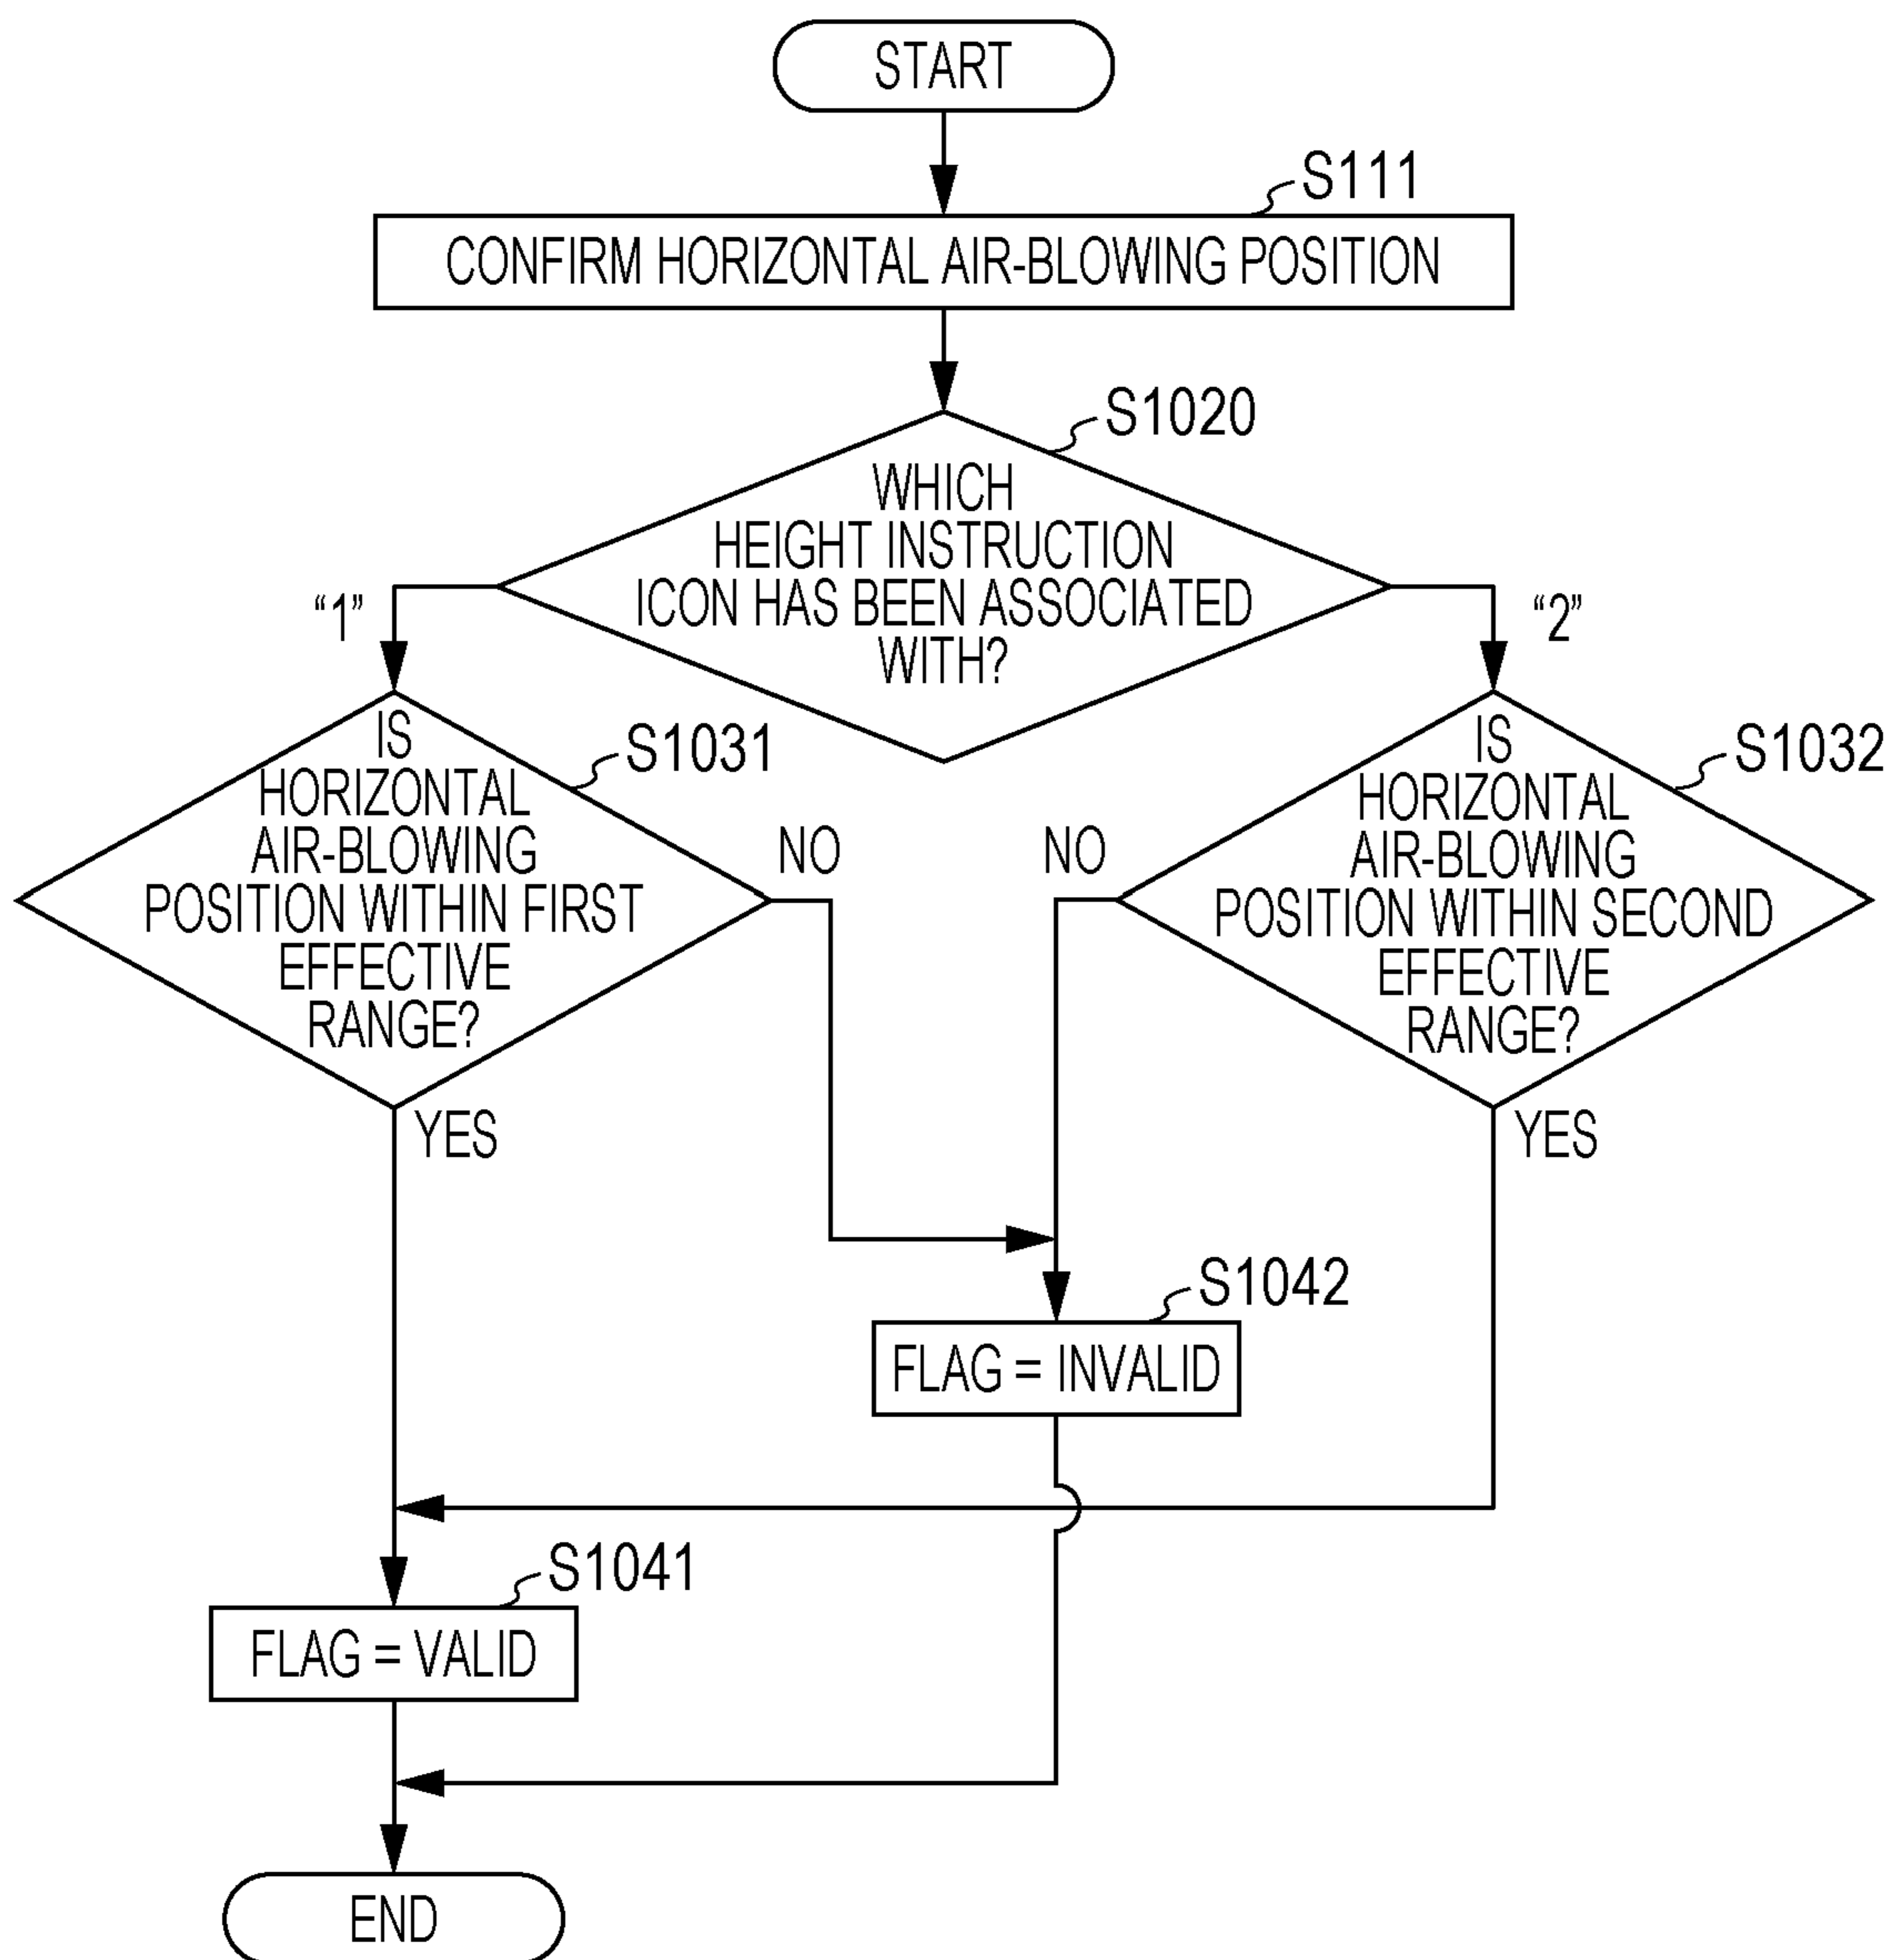 START
S111
CONFIRM HORIZONTAL AIR-BLOWING POSITION
S1020
WHICH
HEIGHT INSTRUCTION
ICON HAS BEEN ASSOCIATED
WITH?
“1”
“2”
S1031
IS
HORIZONTAL
AIR-BLOWING
POSITION WITHIN FIRST
EFFECTIVE
RANGE?
NO
YES
S1032
IS
HORIZONTAL
AIR-BLOWING
POSITION WITHIN SECOND
EFFECTIVE
RANGE?
NO
YES
S1042
FLAG = INVALID
S1041
FLAG = VALID
END